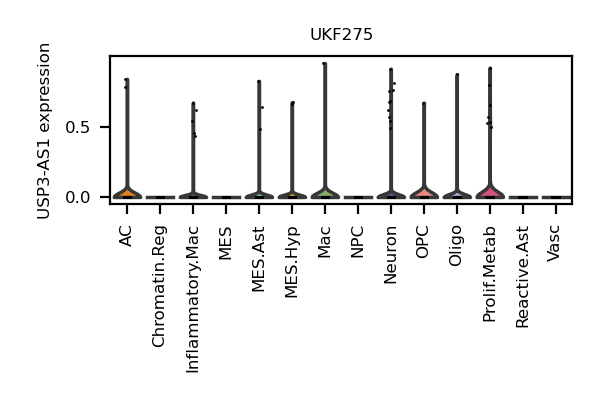 UKF275
USP3-AS1 expression
0.5
0.0
AC
Chromatin.Reg
Inflammatory.Mac
MES
MES.Ast
MES.Hyp
Mac
NPC
Neuron
OPC
Oligo
Prolif.Metab
Reactive.Ast
Vasc